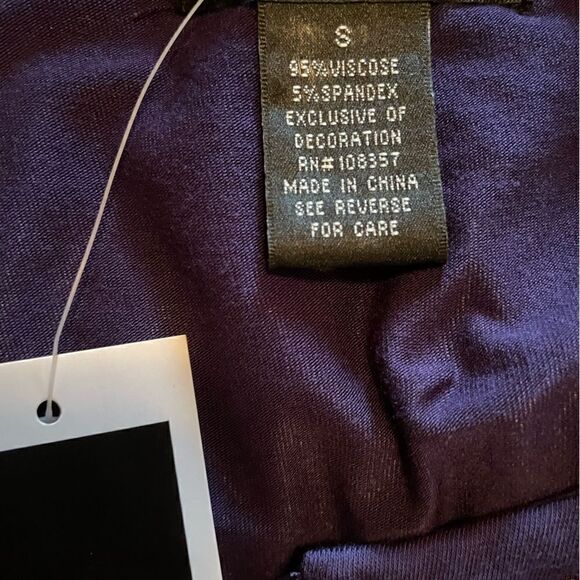 S
95%VISCOSE
5%SPANDEX
EXCLUSIVE OF
DECORATION
RN#108357
MADE IN CHINA
SEE REVERSE
FOR CARE